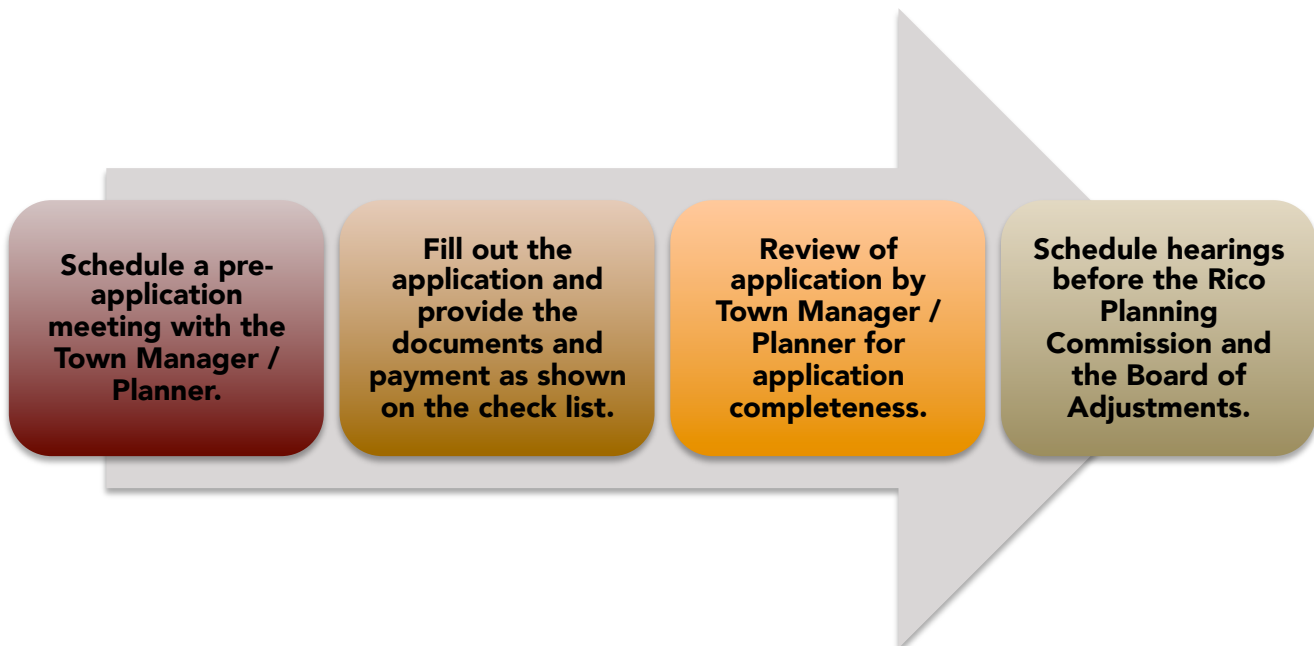 Schedule a pre-
application
meeting with the
Town Manager /
Planner.
Fill out the
application and
provide the
documents and
payment as shown
on the check list.
Review of
application by
Town Manager /
Planner for
application
completeness.
Schedule hearings
before the Rico
Planning
Commission and
the Board of
Adjustments.